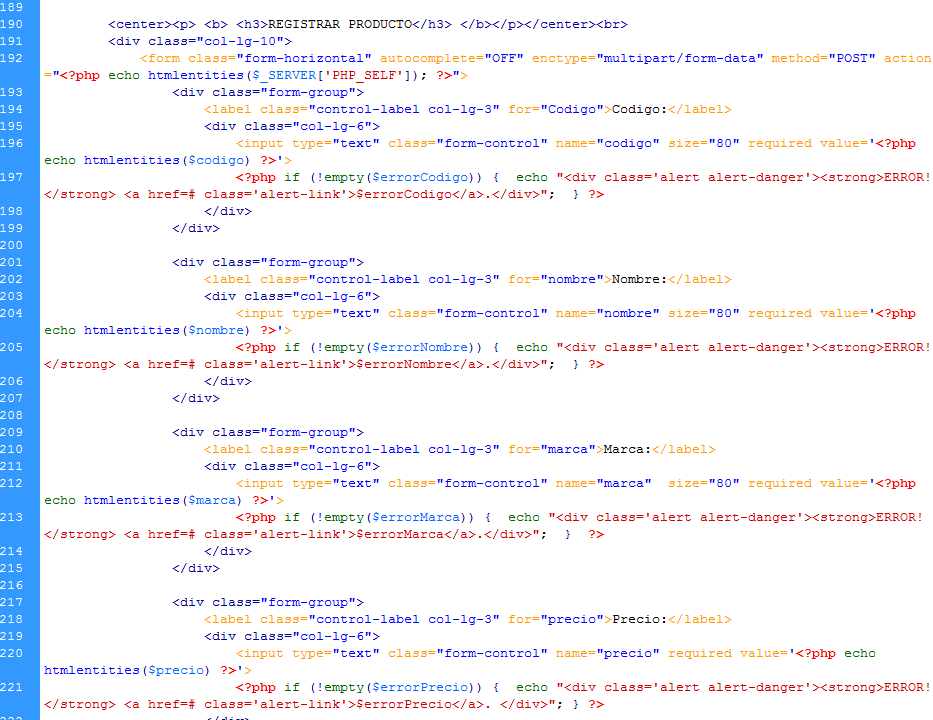 189
190 <center><p> <b> <h3>REGISTRAR PRODUCTO</h3> </b></p></center><br>
191 <div class="col-lg-10">
192 <form class="form-horizontal" autocomplete="OFF" enctype="multipart/form-data" method="POST" action
="<?php echo htmlentities($_SERVER['PHP_SELF']); ?>">
193 <div class="form-group">
194 <label class="control-label col-lg-3" for="Codigo">Codigo:</label>
195 <div class="col-lg-6">
196 <input type="text" class="form-control" name="codigo" size="80" required value='<?php
echo htmlentities($codigo) ?>'>
197 <?php if (!empty($errorCodigo)) {  echo "<div class='alert alert-danger'><strong>ERROR!
</strong> <a href=# class='alert-link'>$errorCodigo</a>.</div>";  } ?>
198 </div>
199 </div>
200
201 <div class="form-group">
202 <label class="control-label col-lg-3" for="nombre">Nombre:</label>
203 <div class="col-lg-6">
204 <input type="text" class="form-control" name="nombre" size="80" required value='<?php
echo htmlentities($nombre) ?>'>
205 <?php if (!empty($errorNombre)) {  echo "<div class='alert alert-danger'><strong>ERROR!
</strong> <a href=# class='alert-link'>$errorNombre</a>.</div>";  } ?>
206 </div>
207 </div>
208
209 <div class="form-group">
210 <label class="control-label col-lg-3" for="marca">Marca:</label>
211 <div class="col-lg-6">
212 <input type="text" class="form-control" name="marca"  size="80" required value='<?php
echo htmlentities($marca) ?>'>
213 <?php if (!empty($errorMarca)) {  echo "<div class='alert alert-danger'><strong>ERROR!
</strong> <a href=# class='alert-link'>$errorMarca</a>.</div>";  }  ?>
214 </div>
215 </div>
216
217 <div class="form-group">
218 <label class="control-label col-lg-3" for="precio">Precio:</label>
219 <div class="col-lg-6">
220 <input type="text" class="form-control" name="precio" required value='<?php echo
htmlentities($precio) ?>'>
221 <?php if (!empty($errorPrecio)) {  echo "<div class='alert alert-danger'><strong>ERROR!
</strong> <a href=# class='alert-link'>$errorPrecio</a>. </div>"; } ?>